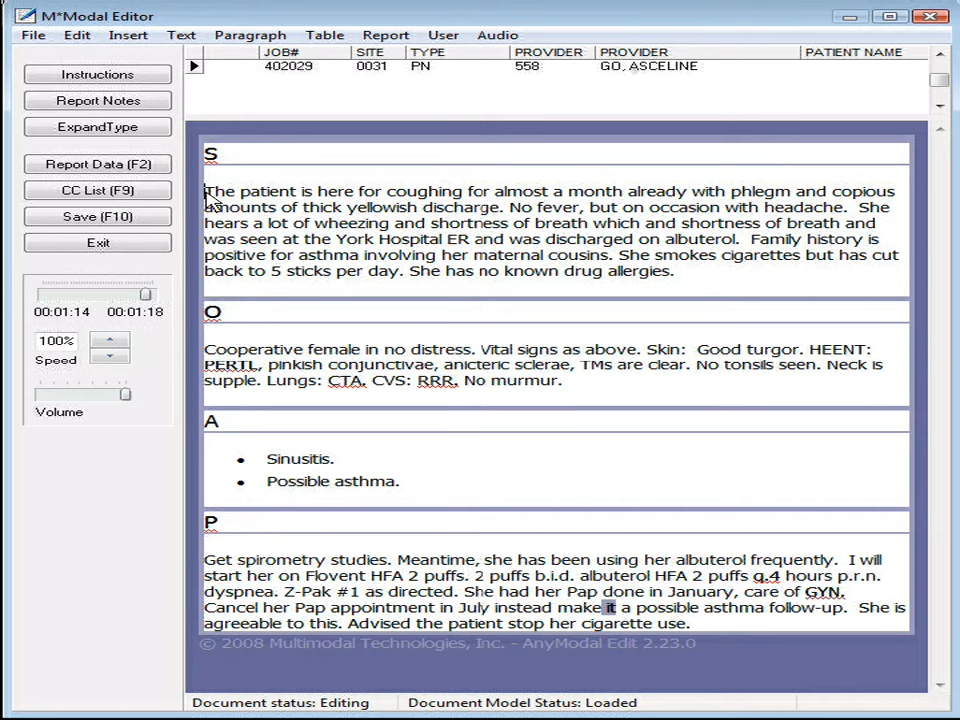 M*Modal Editor
File Edit Insert Text Paragraph Table Report User Audio
JOB# SITE TYPE PROVIDER PROVIDER PATIENT NAME
402029 0031 PN 558 GO, ASCELINE
Instructions
Report Notes
ExpandType
Report Data (F2)
CC List (F9)
Save (F10)
Exit
00:01:14 00:01:18
100%
Speed
Volume
S
The patient is here for coughing for almost a month already with phlegm and copious
amounts of thick yellowish discharge. No fever, but on occasion with headache. She
hears a lot of wheezing and shortness of breath which and shortness of breath and
was seen at the York Hospital ER and was discharged on albuterol. Family history is
positive for asthma involving her maternal cousins. She smokes cigarettes but has cut
back to 5 sticks per day. She has no known drug allergies.
O
Cooperative female in no distress. Vital signs as above. Skin: Good turgor. HEENT:
PERTL, pinkish conjunctivae, anicteric sclerae, TMs are clear. No tonsils seen. Neck is
supple. Lungs: CTA. CVS: RRR. No murmur.
A
• Sinusitis.
• Possible asthma.
P
Get spirometry studies. Meantime, she has been using her albuterol frequently. I will
start her on Flovent HFA 2 puffs. 2 puffs b.i.d. albuterol HFA 2 puffs q.4 hours p.r.n.
dyspnea. Z-Pak #1 as directed. She had her Pap done in January, care of GYN.
Cancel her Pap appointment in July instead make it a possible asthma follow-up. She is
agreeable to this. Advised the patient stop her cigarette use.
© 2008 Multimodal Technologies, Inc. - AnyModal Edit 2.23.0
Document status: Editing Document Model Status: Loaded